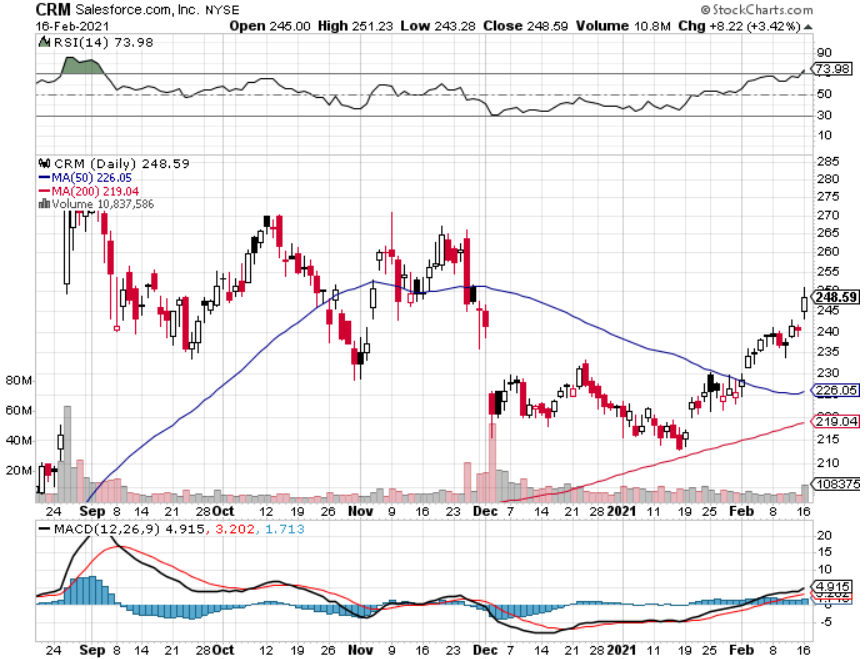 CRM Salesforce.com, Inc. NYSE © StockCharts.com
16-Feb-2021 Open 245.00 High 251.23 Low 243.28 Close 248.59 Volume 10.8M Chg +8.22 (+3.42%)
RSI(14) 73.98
90
73.98
50
30
10
CRM (Daily) 248.59
MA(50) 226.05
MA(200) 219.04
Volume 10,837,586
285
280
275
270
265
260
255
248.59
245
240
235
230
226.05
219.04
215
210
108375
80M
60M
40M
20M
24 Sep 8 14 21 28 Oct 12 19 26 Nov 9 16 23 Dec 7 14 21 28 2021 11 19 25 Feb 8 16
MACD(12,26,9) 4.915, 3.202, 1.713
20
15
10
4.915
-5
24 Sep 8 14 21 28 Oct 12 19 26 Nov 9 16 23 Dec 7 14 21 28 2021 11 19 25 Feb 8 16